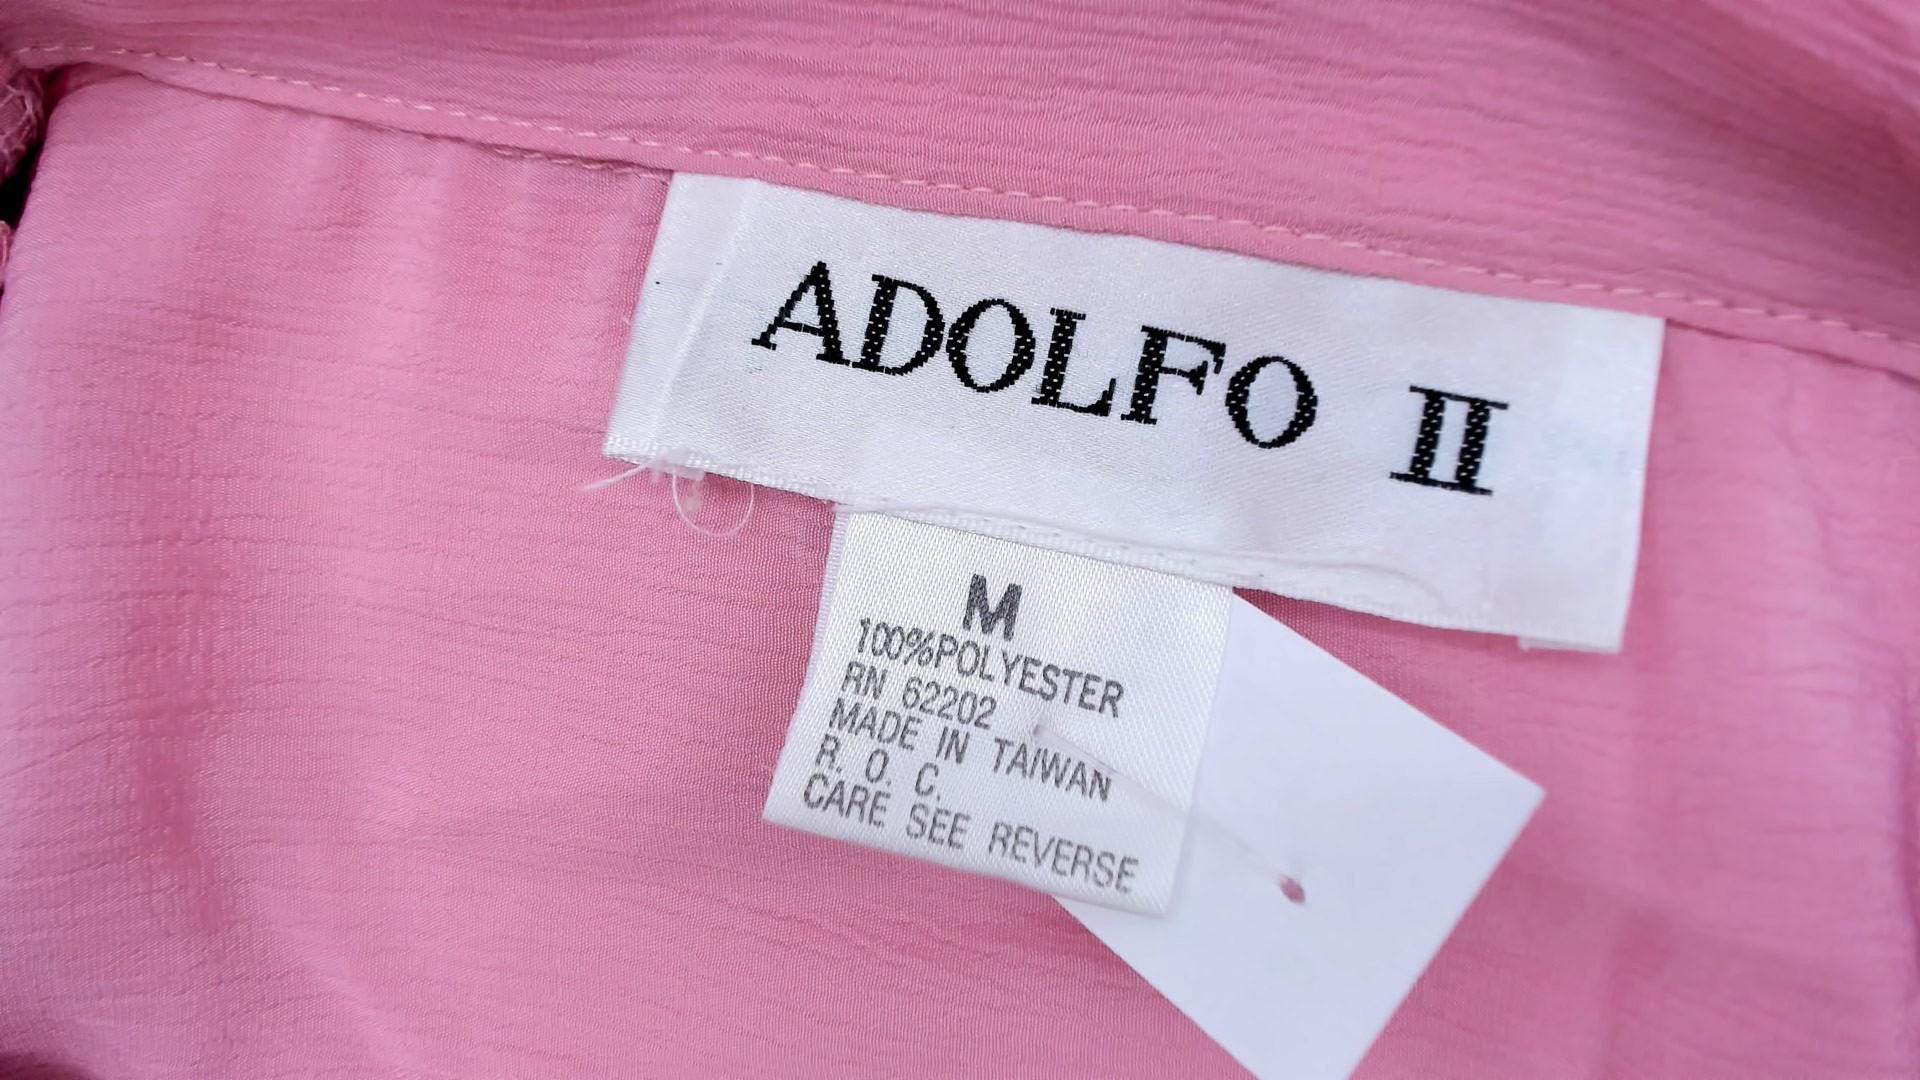 ADOLFO II
M
100%POLYESTER
RN 62202
MADE IN TAIWAN
R. O. C.
CARE SEE REVERSE